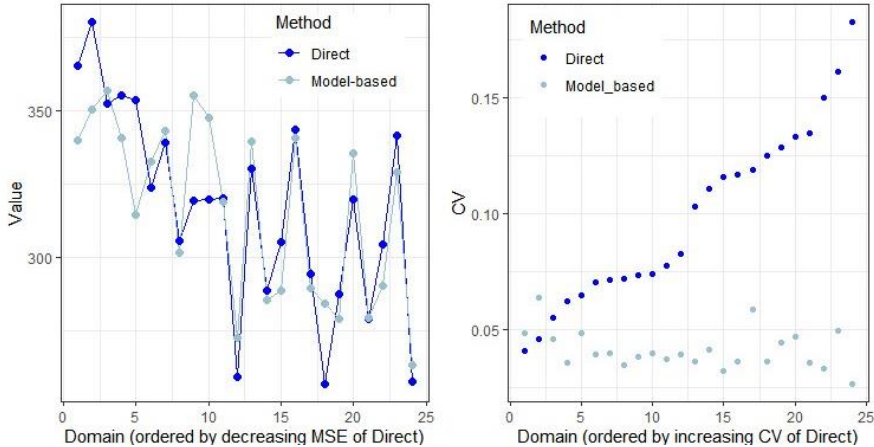 Method
Direct
Model-based
350
300
Value
0 5 10 15 20 25
Domain (ordered by decreasing MSE of Direct)
Method
Direct
Model_based
0.15
0.10
0.05
CV
0 5 10 15 20 25
Domain (ordered by increasing CV of Direct)